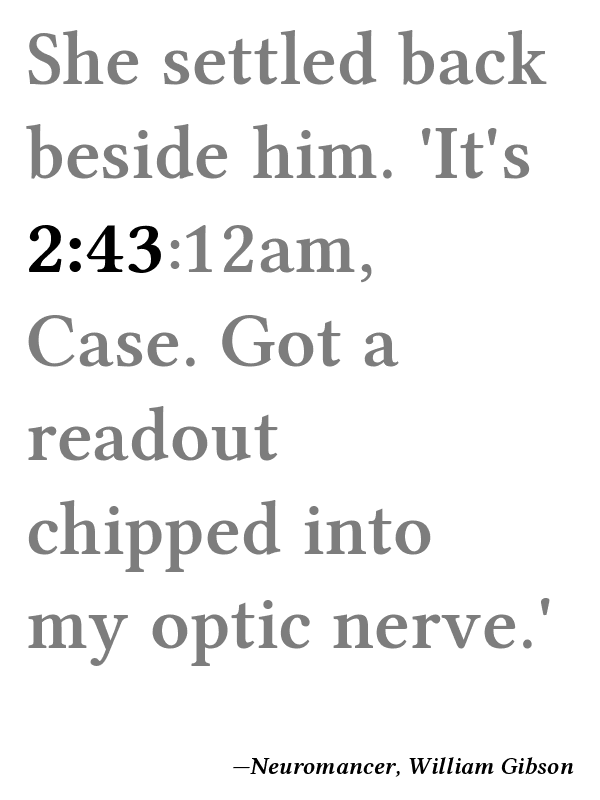 She settled back
beside him. 'It's
2:43:12am,
Case. Got a
readout
chipped into
my optic nerve.'
—Neuromancer, William Gibson